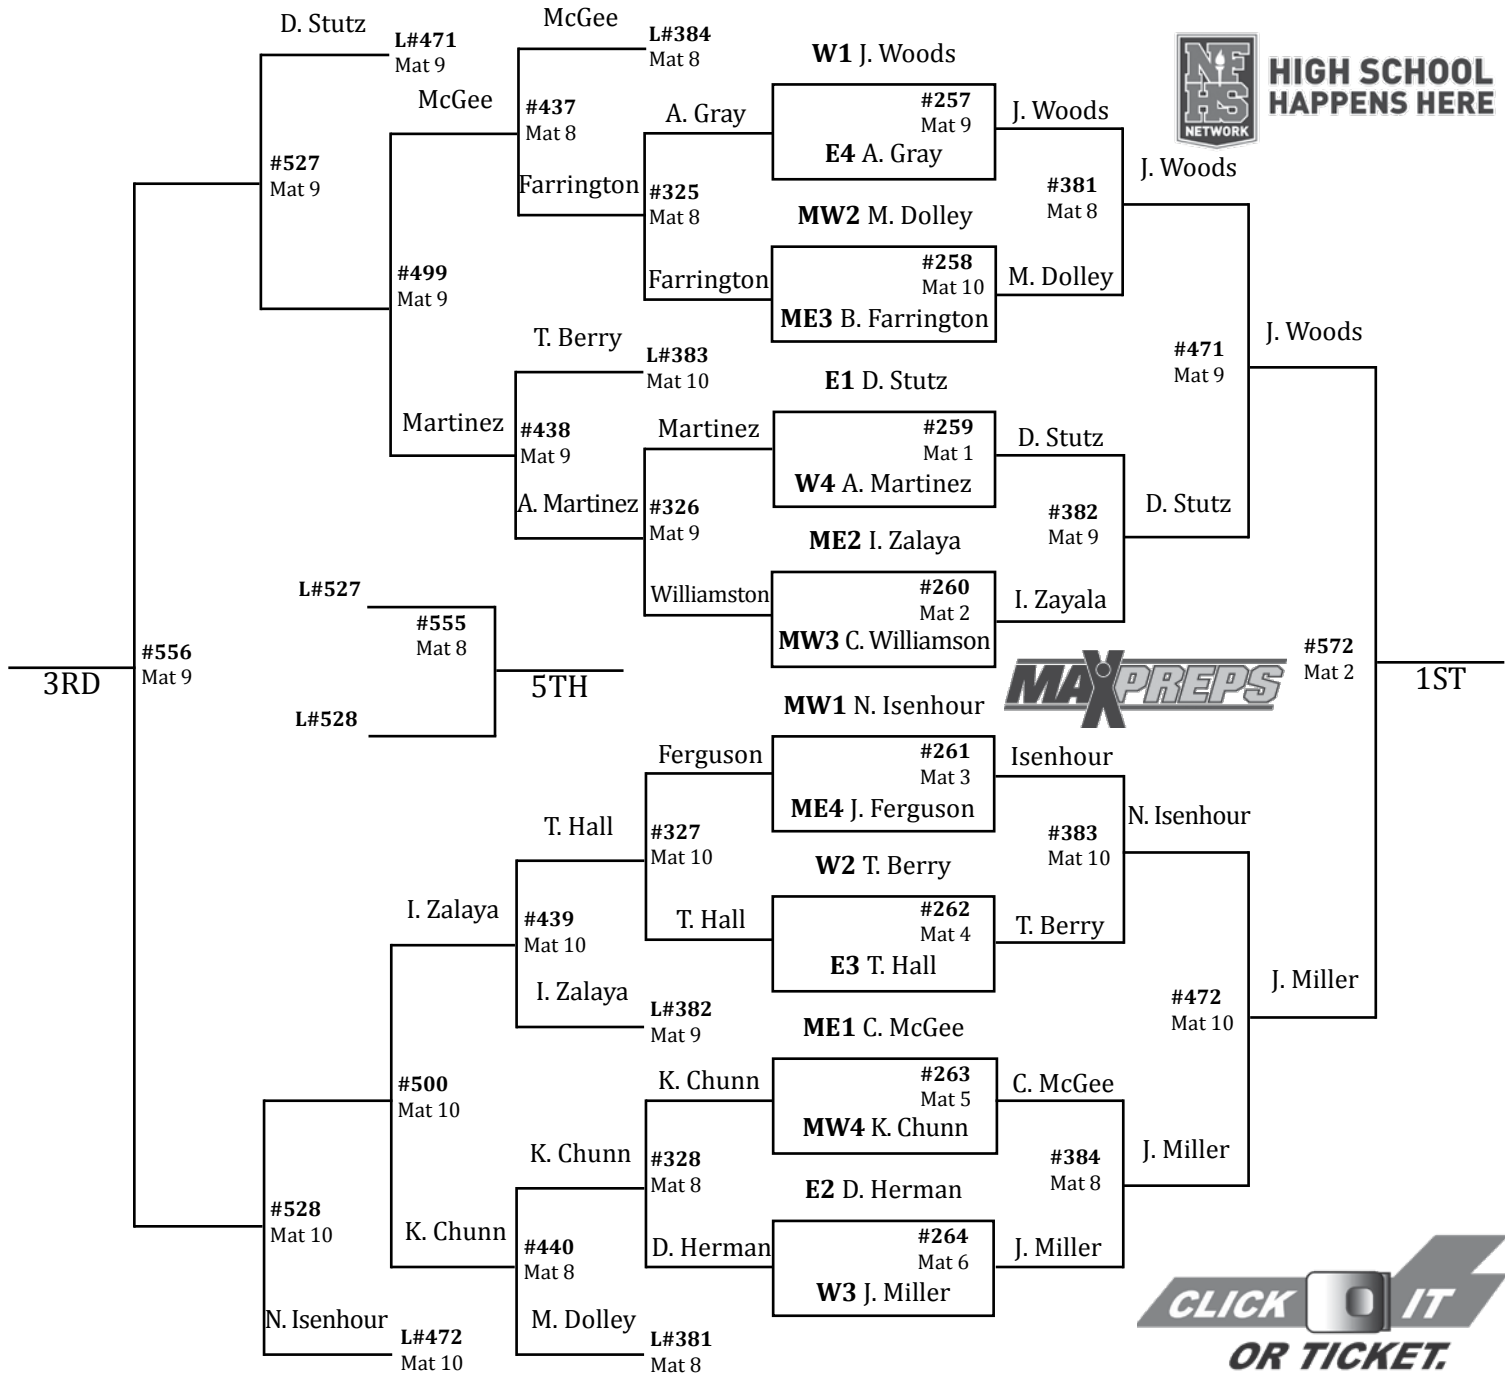 D. Stutz
L#471
Mat 9
McGee
#527
Mat 9
#499
Mat 9
McGee
L#384
Mat 8
#437
Mat 8
Farrington
A. Gray
#325
Mat 8
Farrington
T. Berry
L#383
Mat 10
Martinez
#438
Mat 9
A. Martinez
Martinez
#326
Mat 9
Williamston
W1 J. Woods
#257
Mat 9
E4 A. Gray
MW2 M. Dolley
#258
Mat 10
ME3 B. Farrington
E1 D. Stutz
#259
Mat 1
W4 A. Martinez
ME2 I. Zalaya
#260
Mat 2
MW3 C. Williamson
J. Woods
#381
Mat 8
M. Dolley
J. Woods
D. Stutz
#382
Mat 9
I. Zayala
D. Stutz
#471
Mat 9
J. Woods
NFHS
NETWORK
HIGH SCHOOL
HAPPENS HERE
L#527
#555
Mat 8
5TH
L#528
#556
Mat 9
3RD
MAXPREPS
#572
Mat 2
1ST
MW1 N. Isenhour
#261
Mat 3
ME4 J. Ferguson
W2 T. Berry
#262
Mat 4
E3 T. Hall
ME1 C. McGee
#263
Mat 5
MW4 K. Chunn
E2 D. Herman
#264
Mat 6
W3 J. Miller
Ferguson
#327
Mat 10
T. Hall
T. Hall
I. Zalaya
#439
Mat 10
I. Zalaya
L#382
Mat 9
#500
Mat 10
K. Chunn
K. Chunn
#328
Mat 8
D. Herman
K. Chunn
#440
Mat 8
M. Dolley
L#381
Mat 8
#528
Mat 10
N. Isenhour
L#472
Mat 10
Isenhour
#383
Mat 10
T. Berry
N. Isenhour
C. McGee
#384
Mat 8
J. Miller
J. Miller
#472
Mat 10
J. Miller
CLICK IT
OR TICKET.